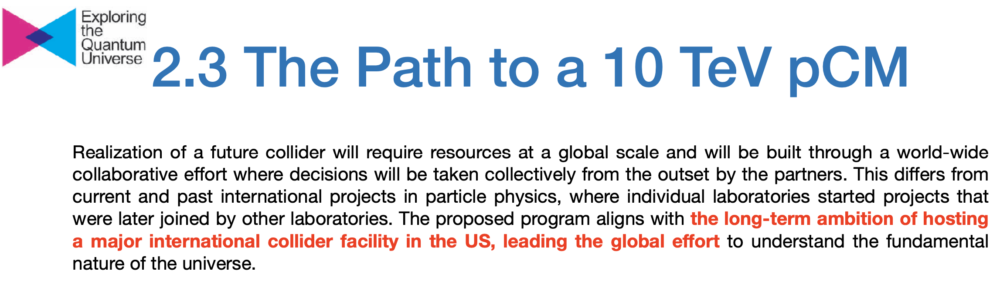 Exploring
the
Quantum
Universe
2.3 The Path to a 10 TeV pCM
Realization of a future collider will require resources at a global scale and will be built through a world-wide
collaborative effort where decisions will be taken collectively from the outset by the partners. This differs from
current and past international projects in particle physics, where individual laboratories started projects that
were later joined by other laboratories. The proposed program aligns with the long-term ambition of hosting
a major international collider facility in the US, leading the global effort to understand the fundamental
nature of the universe.